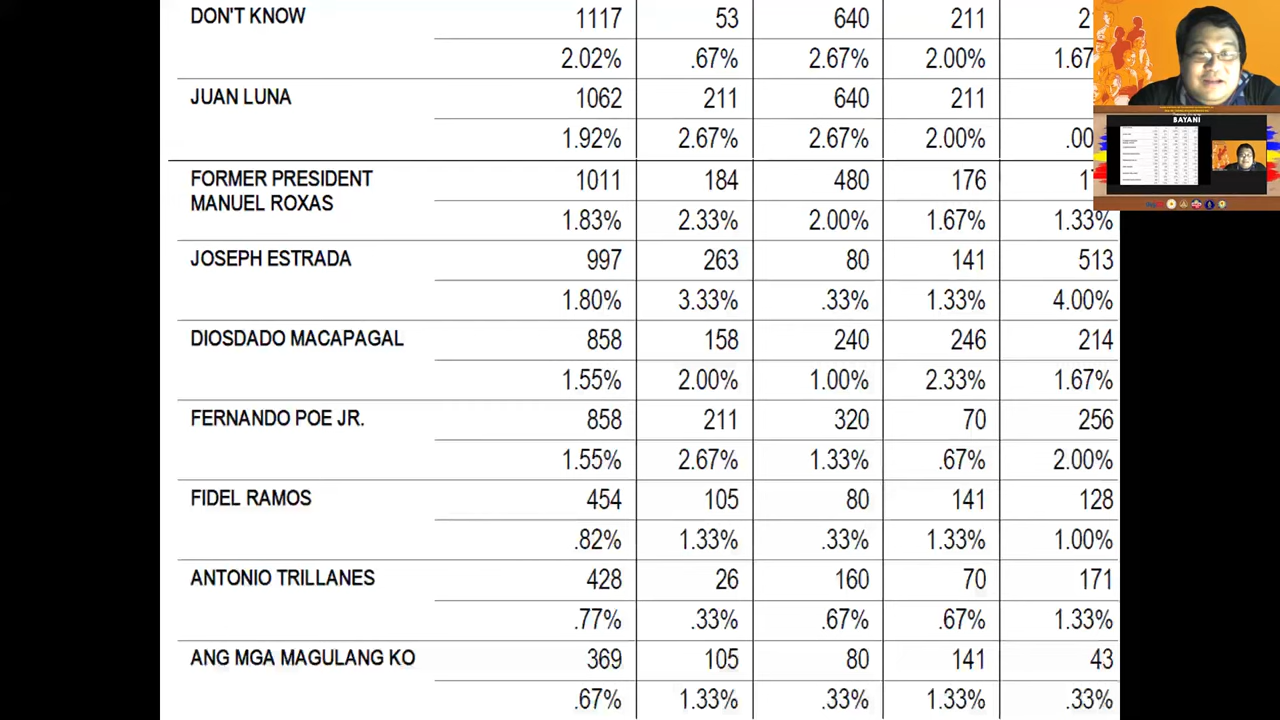 DON'T KNOW 1117 53 640 211
2.02% .67% 2.67% 2.00% 1.67
JUAN LUNA 1062 211 640 211
1.92% 2.67% 2.67% 2.00% .00
BAYANI
FORMER PRESIDENT 1011 184 480 176
MANUEL ROXAS
1.83% 2.33% 2.00% 1.67% 1.33%
JOSEPH ESTRADA 997 263 80 141 513
1.80% 3.33% .33% 1.33% 4.00%
DIOSDADO MACAPAGAL 858 158 240 246 214
1.55% 2.00% 1.00% 2.33% 1.67%
FERNANDO POE JR. 858 211 320 70 256
1.55% 2.67% 1.33% .67% 2.00%
FIDEL RAMOS 454 105 80 141 128
.82% 1.33% .33% 1.33% 1.00%
ANTONIO TRILLANES 428 26 160 70 171
.77% .33% .67% .67% 1.33%
ANG MGA MAGULANG KO 369 105 80 141 43
.67% 1.33% .33% 1.33% .33%